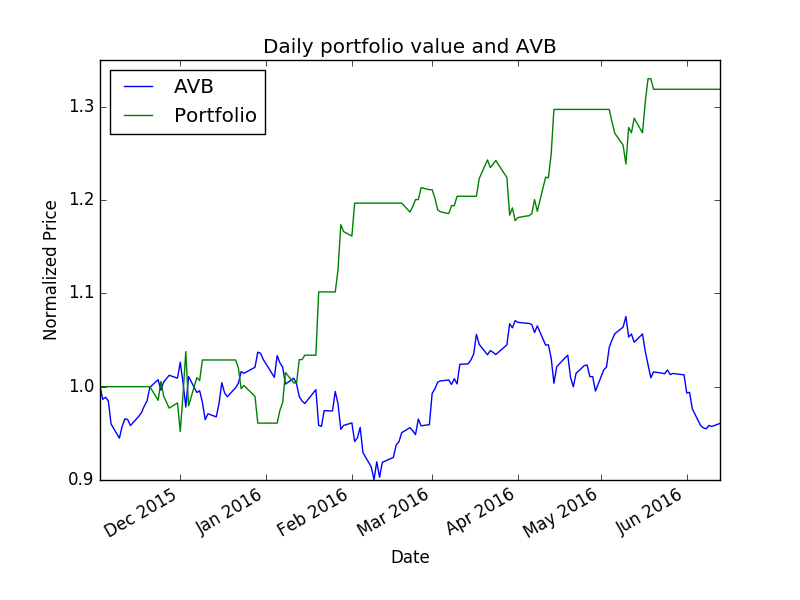 Daily portfolio value and AVB
AVB
Portfolio
Normalized Price
1.3
1.2
1.1
1.0
0.9
Dec 2015
Jan 2016
Feb 2016
Mar 2016
Apr 2016
May 2016
Jun 2016
Date